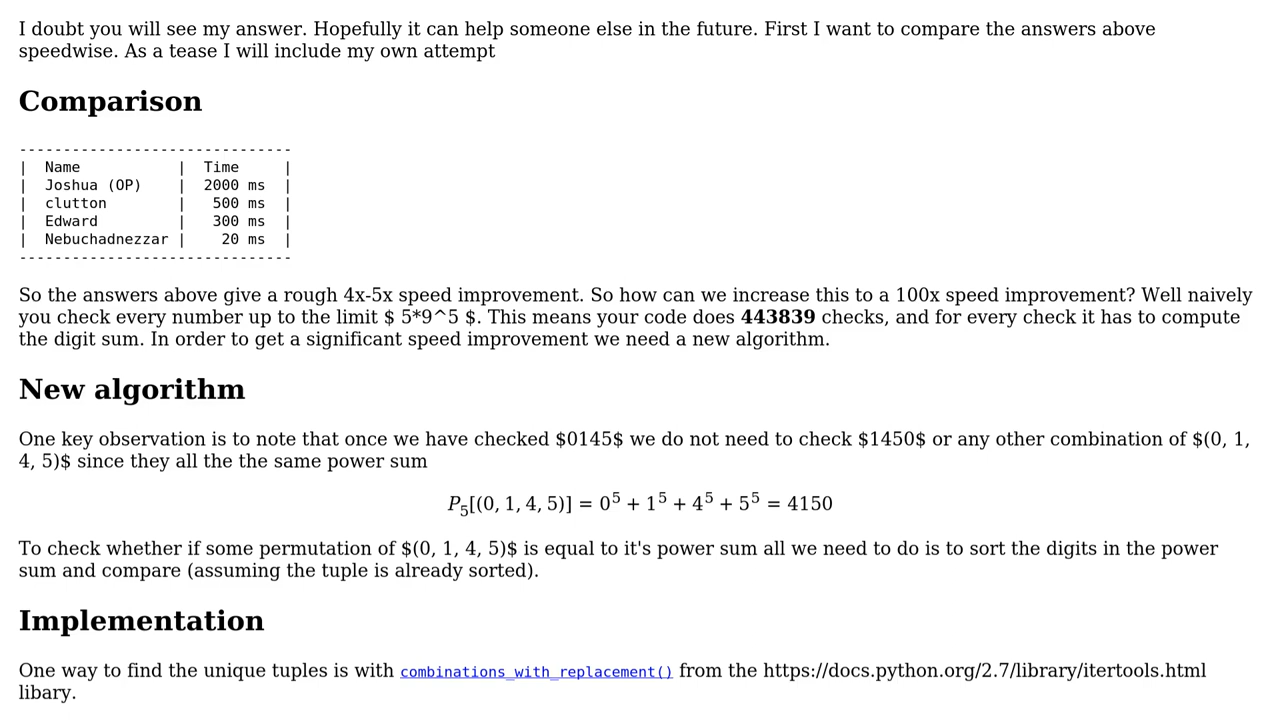 I doubt you will see my answer. Hopefully it can help someone else in the future. First I want to compare the answers above
speedwise. As a tease I will include my own attempt
Comparison
-------------------------------
|  Name           |  Time     |
|  Joshua (OP)    |  2000 ms  |
|  clutton        |   500 ms  |
|  Edward         |   300 ms  |
|  Nebuchadnezzar |    20 ms  |
-------------------------------
So the answers above give a rough 4x-5x speed improvement. So how can we increase this to a 100x speed improvement? Well naively
you check every number up to the limit $ 5*9^5 $. This means your code does 443839 checks, and for every check it has to compute
the digit sum. In order to get a significant speed improvement we need a new algorithm.
New algorithm
One key observation is to note that once we have checked $0145$ we do not need to check $1450$ or any other combination of $(0, 1,
4, 5)$ since they all the the same power sum
P₅[(0, 1, 4, 5)] = 0⁵ + 1⁵ + 4⁵ + 5⁵ = 4150
To check whether if some permutation of $(0, 1, 4, 5)$ is equal to it's power sum all we need to do is to sort the digits in the power
sum and compare (assuming the tuple is already sorted).
Implementation
One way to find the unique tuples is with combinations_with_replacement() from the https://docs.python.org/2.7/library/itertools.html
libary.